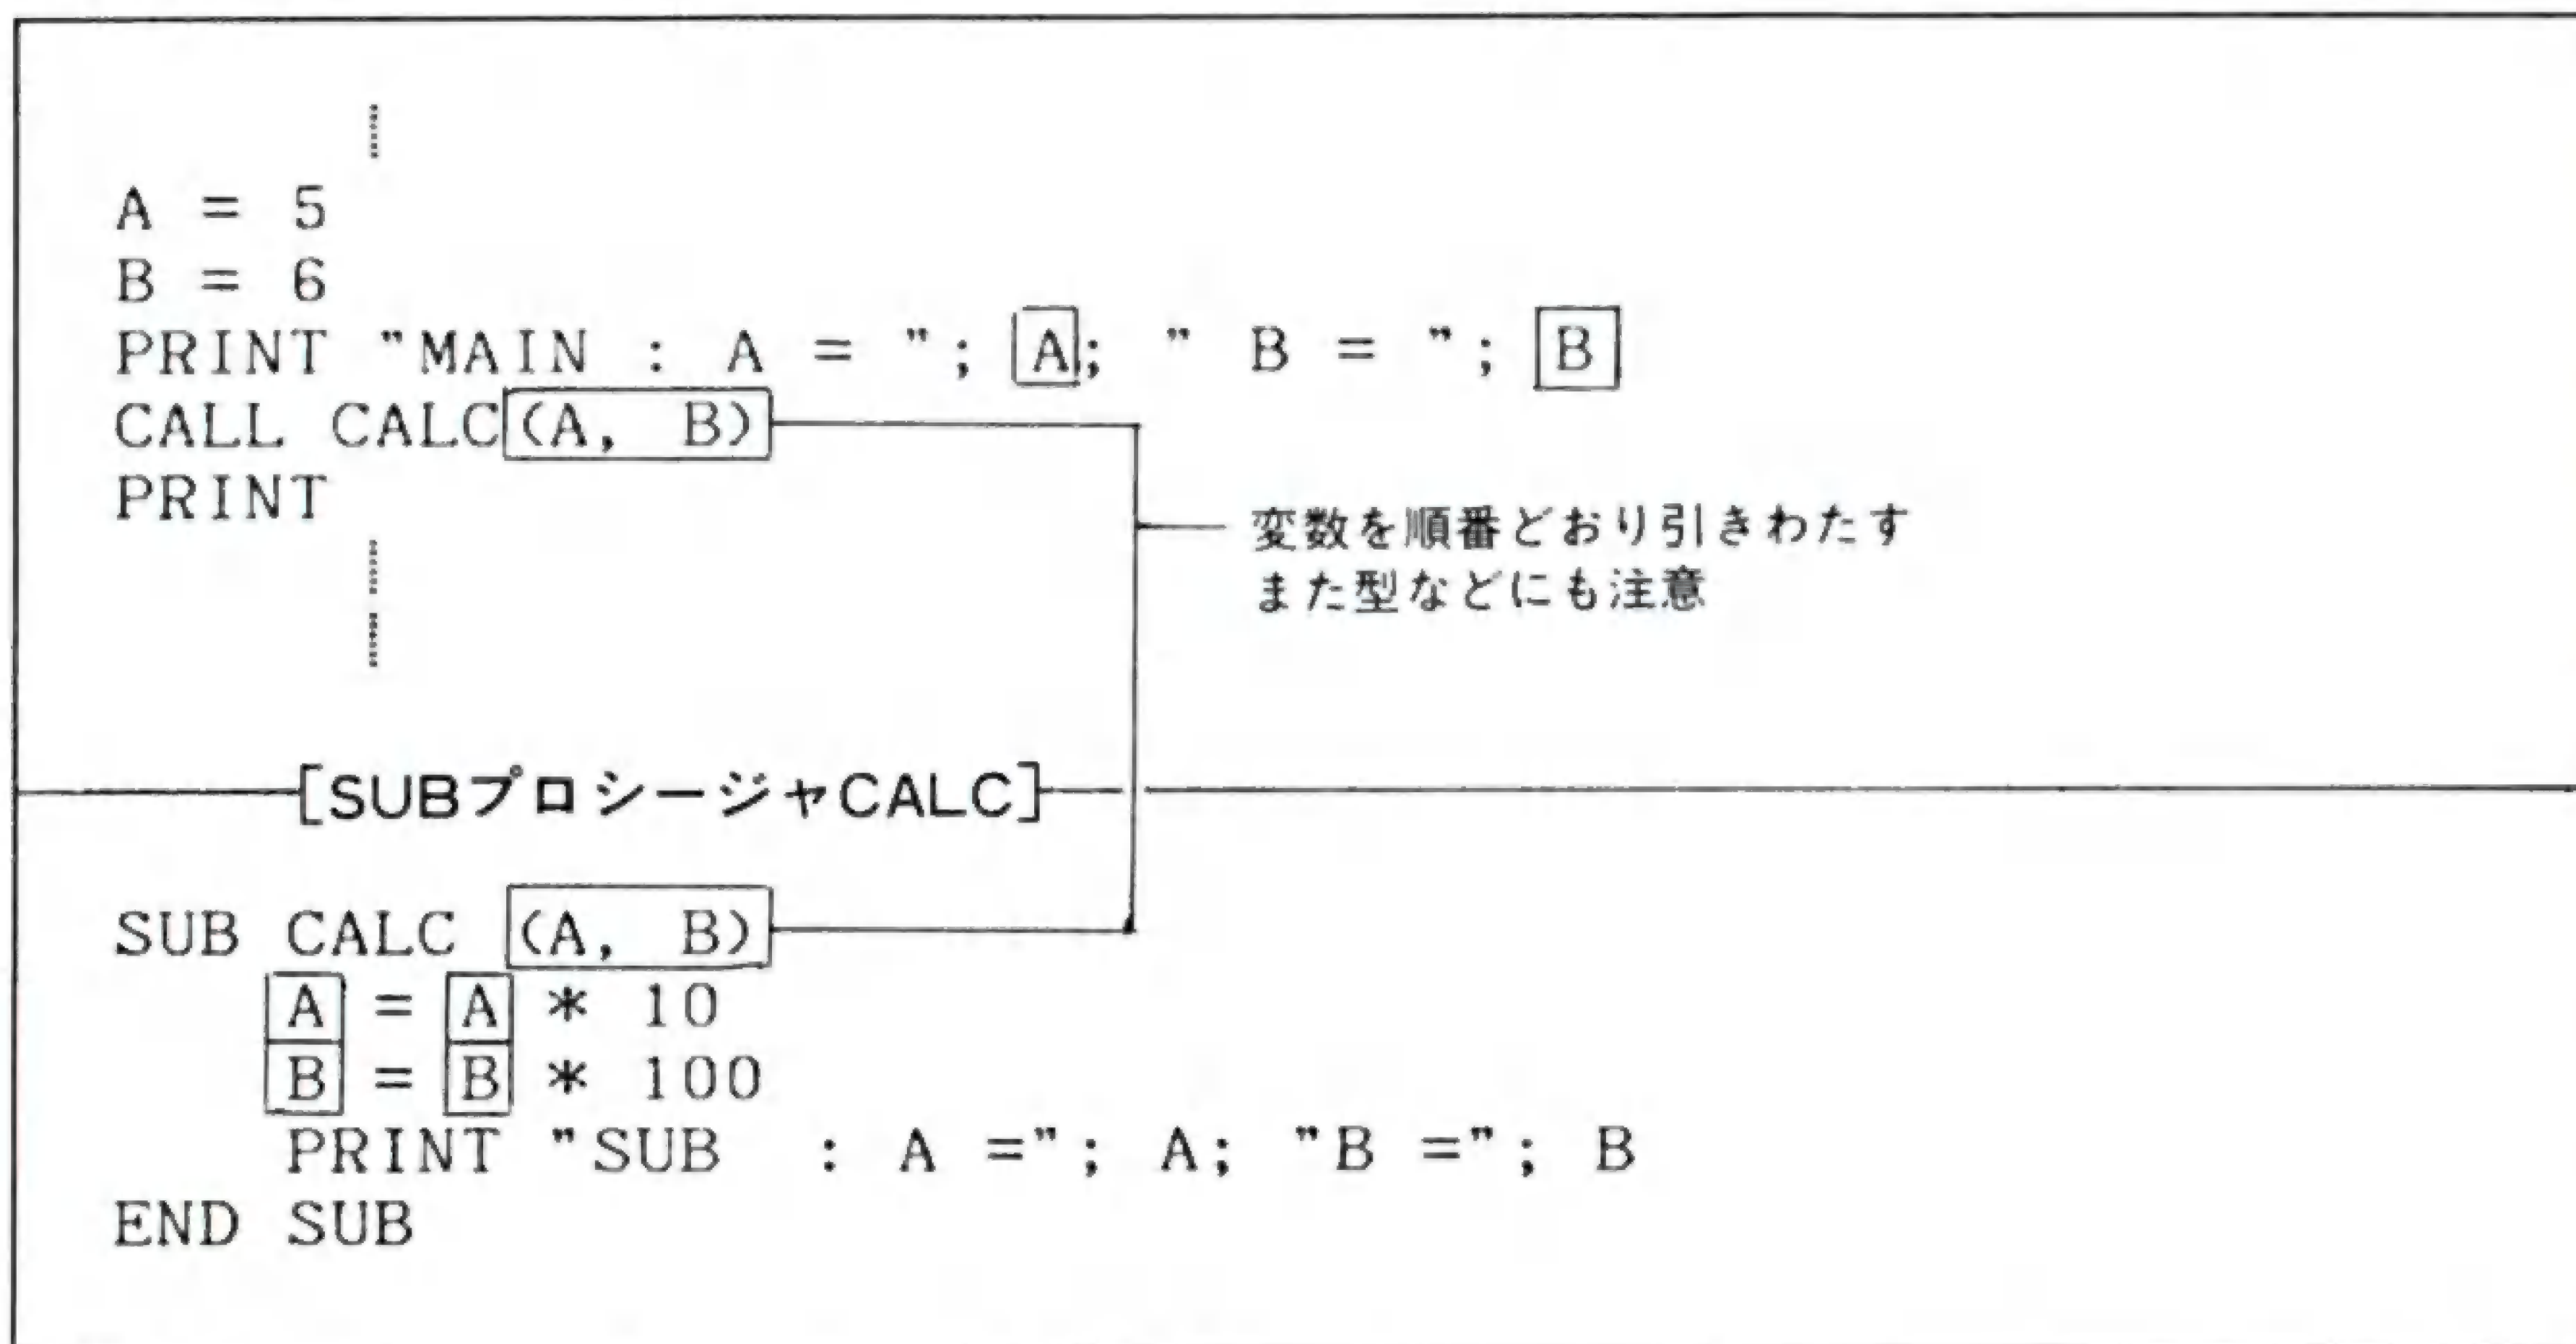 A = 5
B = 6
PRINT "MAIN : A = "; A; " B = "; B
CALL CALC(A, B)
PRINT
変数を順番どおり引きわたす
また型などにも注意
[SUBプロシージャCALC]
SUB CALC (A, B)
A = A * 10
B = B * 100
PRINT "SUB : A ="; A; "B ="; B
END SUB